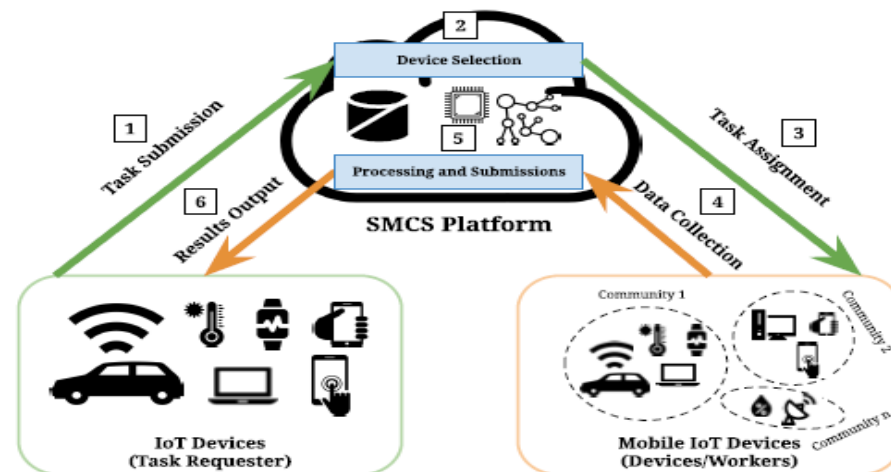 2
Device Selection
1
Task Submission
3
Task Assignment
5
Processing and Submissions
6
Results Output
4
Data Collection
SMCS Platform
Community 1
Community 2
%
Community n
IoT Devices
(Task Requester)
Mobile IoT Devices
(Devices/Workers)